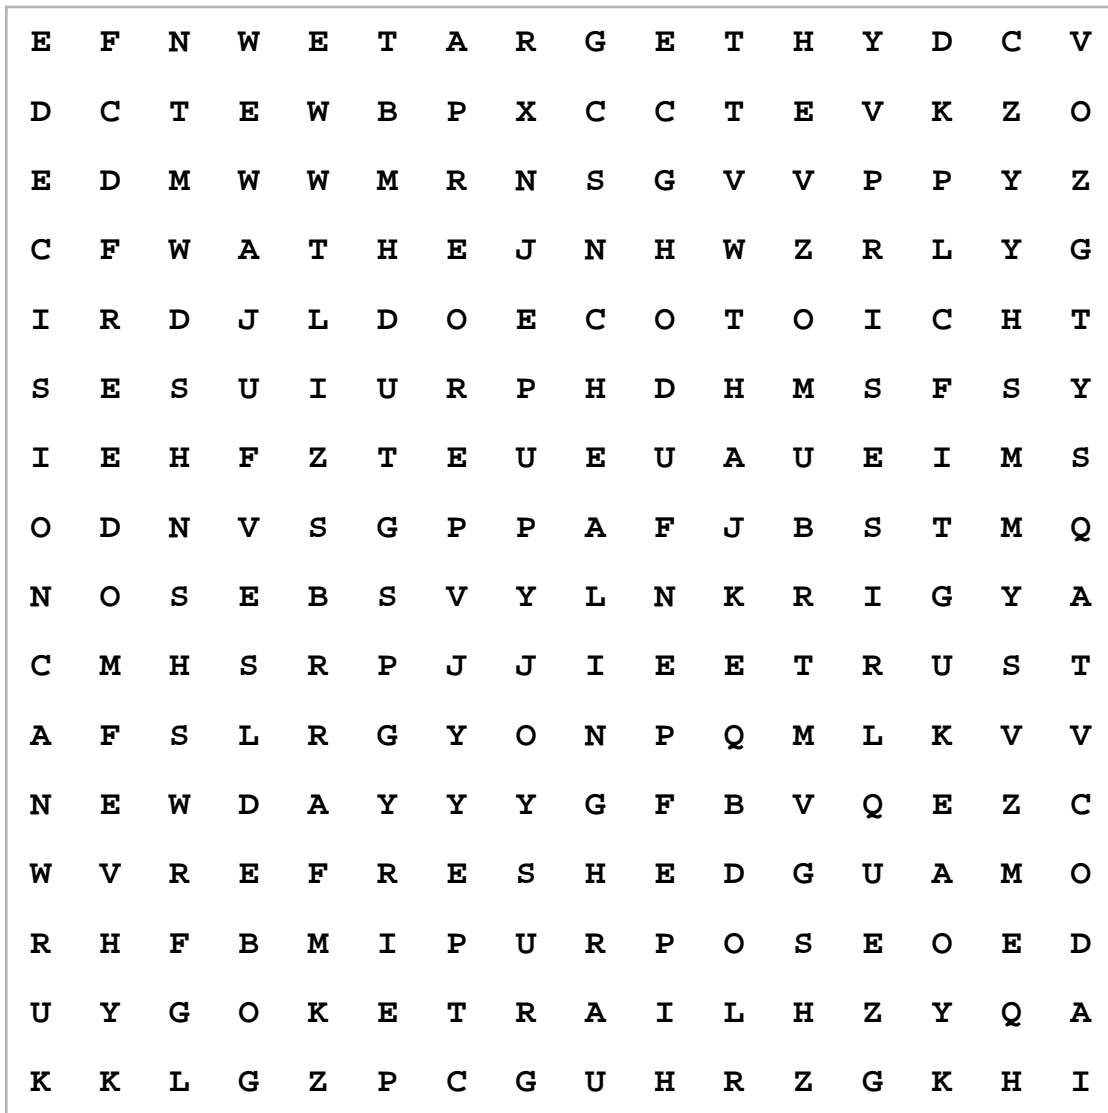 E F N W E T A R G E T H Y D C V
D C T E W B P X C C T E V K Z O
E D M W W M R N S G V V P P Y Z
C F W A T H E J N H W Z R L Y G
I R D J L D O E C O T O I C H T
S E S U I U R P H D H M S F S Y
I E H F Z T E U E U A U E I M S
O D N V S G P P A F J B S T M Q
N O S E B S V Y L N K R I G Y A
C M H S R P J J I E E T R U S T
A F S L R G Y O N P Q M L K V V
N E W D A Y Y Y G F B V Q E Z C
W V R E F R E S H E D G U A M O
R H F B M I P U R P O S E O E D
U Y G O K E T R A I L H Z Y Q A
K K L G Z P C G U H R Z G K H I